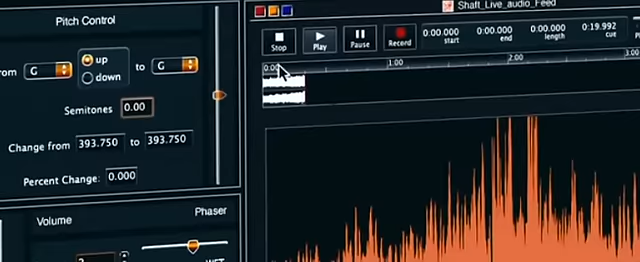 Pitch Control
rom G up to G
down
Semitones 0.00
Change from 393.750 to 393.750
Percent Change: 0.000
Volume Phaser
Shaft_Live_audio_Feed
Stop Play Pause Record
0:00.000 0:00.000 0:00.000 0:19.992
start end length cue
0:00 1:00 2:00 3:00